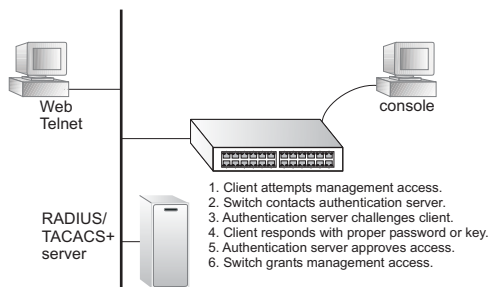 Web
Telnet
console
RADIUS/
TACACS+
server
1. Client attempts management access.
2. Switch contacts authentication server.
3. Authentication server challenges client.
4. Client responds with proper password or key.
5. Authentication server approves access.
6. Switch grants management access.